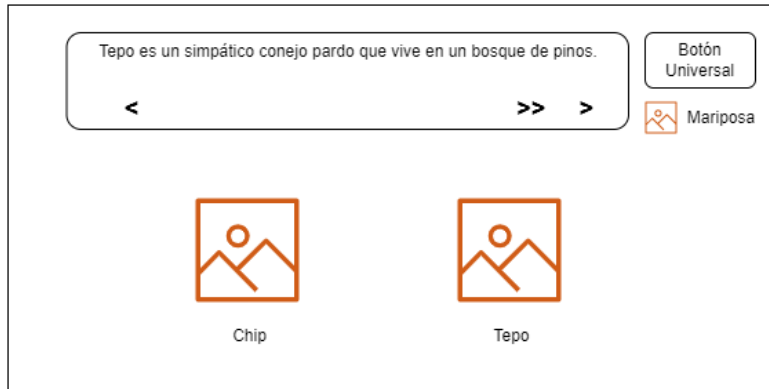 Tepo es un simpático conejo pardo que vive en un bosque de pinos.
< >> >
Botón
Universal
Mariposa
Chip
Tepo